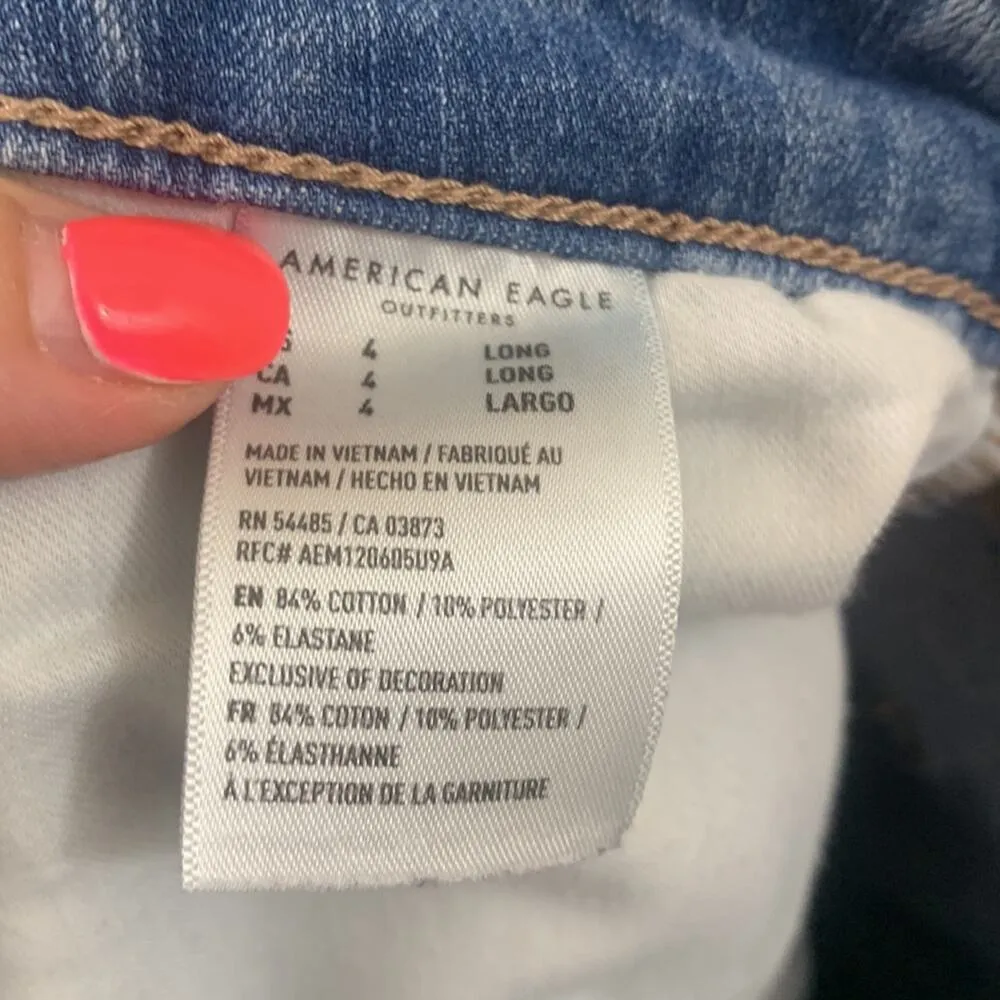 AMERICAN EAGLE
OUTFITTERS
4 LONG
CA 4 LONG
MX 4 LARGO
MADE IN VIETNAM / FABRIQUÉ AU
VIETNAM / HECHO EN VIETNAM
RN 54485 / CA 03873
RFC# AEM120605U9A
EN 84% COTTON / 10% POLYESTER /
6% ELASTANE
EXCLUSIVE OF DECORATION
FR 84% COTON / 10% POLYESTER /
6% ÉLASTHANNE
À L'EXCEPTION DE LA GARNITURE